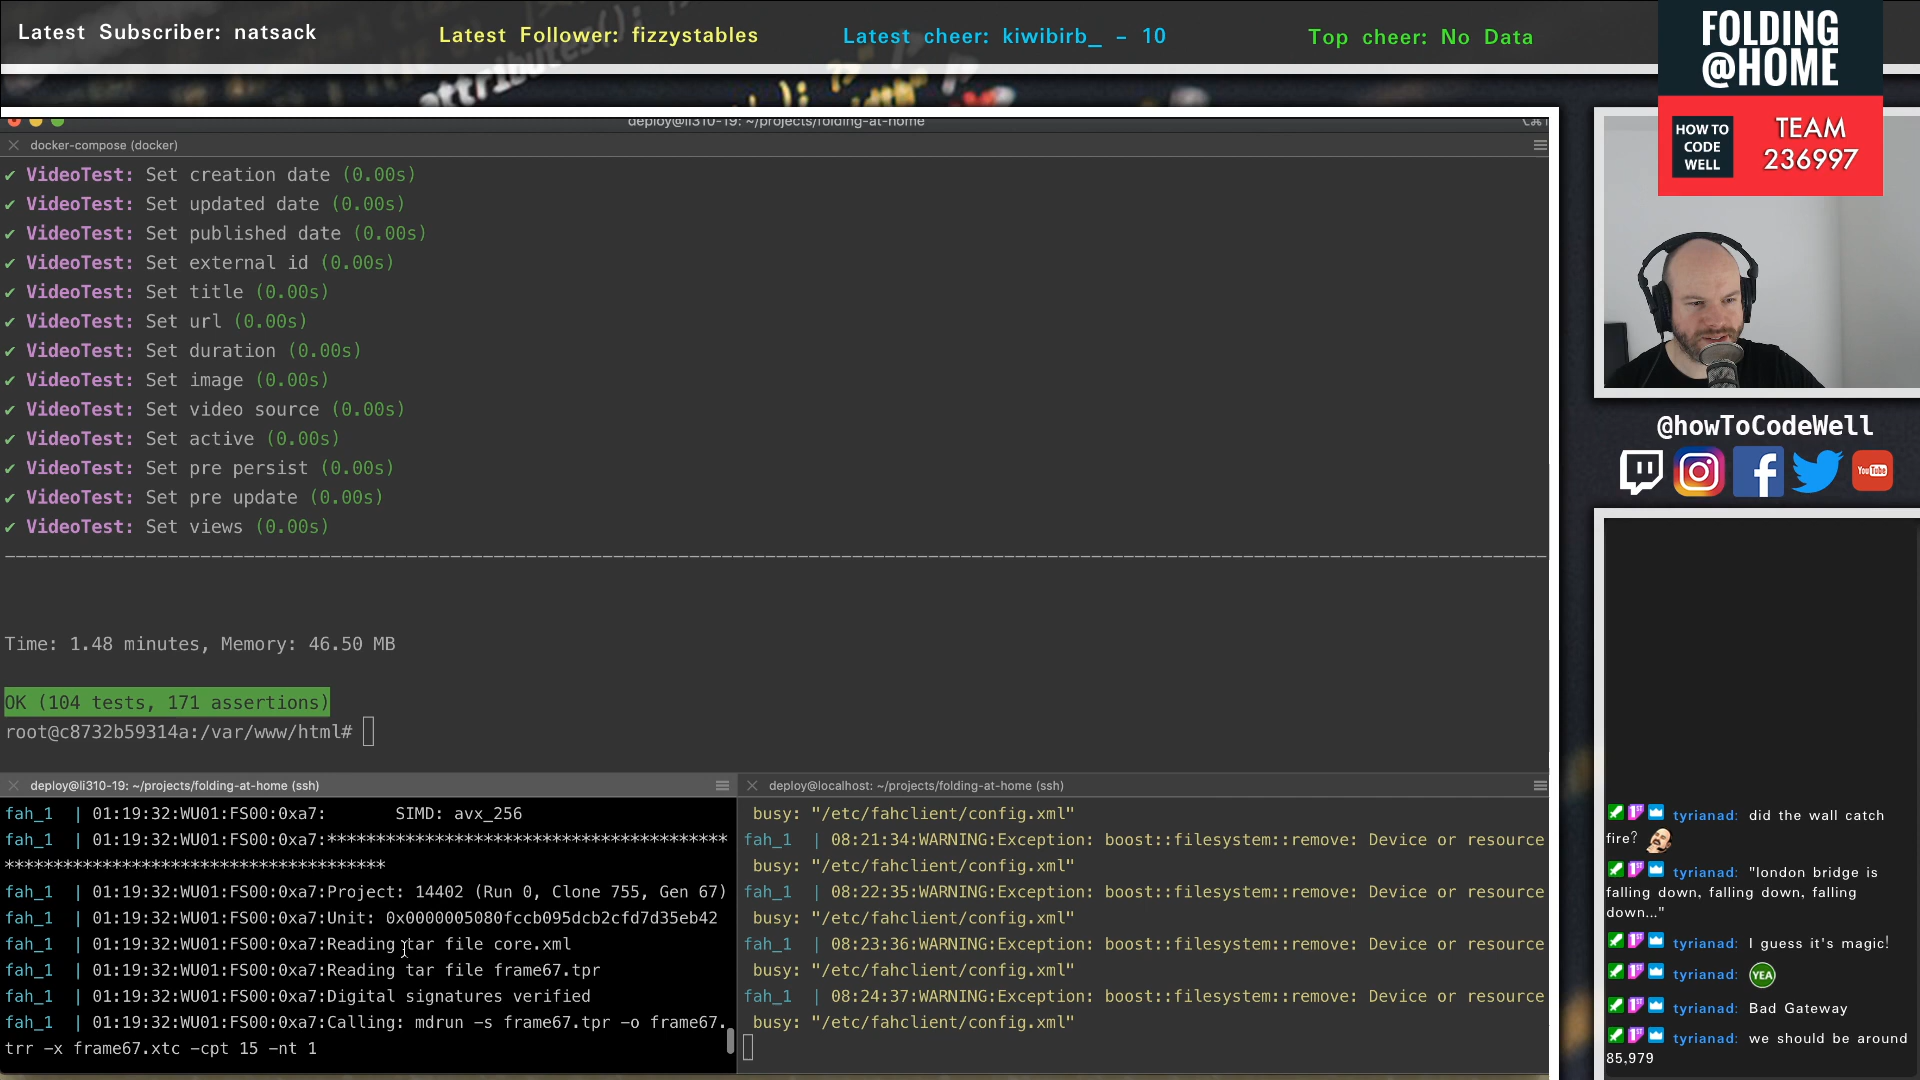 Latest Subscriber: natsack
Latest Follower: fizzystables
Latest cheer: kiwibirb_ - 10
Top cheer: No Data
FOLDING
@HOME
HOW TO
CODE
WELL
TEAM
236997
attributes();
deploy@li310-19: ~/projects/folding-at-home
docker-compose (docker)
✔ VideoTest: Set creation date (0.00s)
✔ VideoTest: Set updated date (0.00s)
✔ VideoTest: Set published date (0.00s)
✔ VideoTest: Set external id (0.00s)
✔ VideoTest: Set title (0.00s)
✔ VideoTest: Set url (0.00s)
✔ VideoTest: Set duration (0.00s)
✔ VideoTest: Set image (0.00s)
✔ VideoTest: Set video source (0.00s)
✔ VideoTest: Set active (0.00s)
✔ VideoTest: Set pre persist (0.00s)
✔ VideoTest: Set pre update (0.00s)
✔ VideoTest: Set views (0.00s)
Time: 1.48 minutes, Memory: 46.50 MB
OK (104 tests, 171 assertions)
root@c8732b59314a:/var/www/html#
deploy@li310-19: ~/projects/folding-at-home (ssh)
fah_1  | 01:19:32:WU01:FS00:0xa7:       SIMD: avx_256
fah_1  | 01:19:32:WU01:FS00:0xa7:*****************************************
***********************************
fah_1  | 01:19:32:WU01:FS00:0xa7:Project: 14402 (Run 0, Clone 755, Gen 67)
fah_1  | 01:19:32:WU01:FS00:0xa7:Unit: 0x0000005080fccb095dcb2cfd7d35eb42
fah_1  | 01:19:32:WU01:FS00:0xa7:Reading tar file core.xml
fah_1  | 01:19:32:WU01:FS00:0xa7:Reading tar file frame67.tpr
fah_1  | 01:19:32:WU01:FS00:0xa7:Digital signatures verified
fah_1  | 01:19:32:WU01:FS00:0xa7:Calling: mdrun -s frame67.tpr -o frame67.
trr -x frame67.xtc -cpt 15 -nt 1
deploy@localhost: ~/projects/folding-at-home (ssh)
busy: "/etc/fahclient/config.xml"
fah_1  | 08:21:34:WARNING:Exception: boost::filesystem::remove: Device or resource
busy: "/etc/fahclient/config.xml"
fah_1  | 08:22:35:WARNING:Exception: boost::filesystem::remove: Device or resource
busy: "/etc/fahclient/config.xml"
fah_1  | 08:23:36:WARNING:Exception: boost::filesystem::remove: Device or resource
busy: "/etc/fahclient/config.xml"
fah_1  | 08:24:37:WARNING:Exception: boost::filesystem::remove: Device or resource
busy: "/etc/fahclient/config.xml"
@howToCodeWell
You Tube
tyrianad: did the wall catch
fire?
tyrianad: "london bridge is
falling down, falling down, falling
down..."
tyrianad: I guess it's magic!
tyrianad: YEA
tyrianad: Bad Gateway
tyrianad: we should be around
85,979